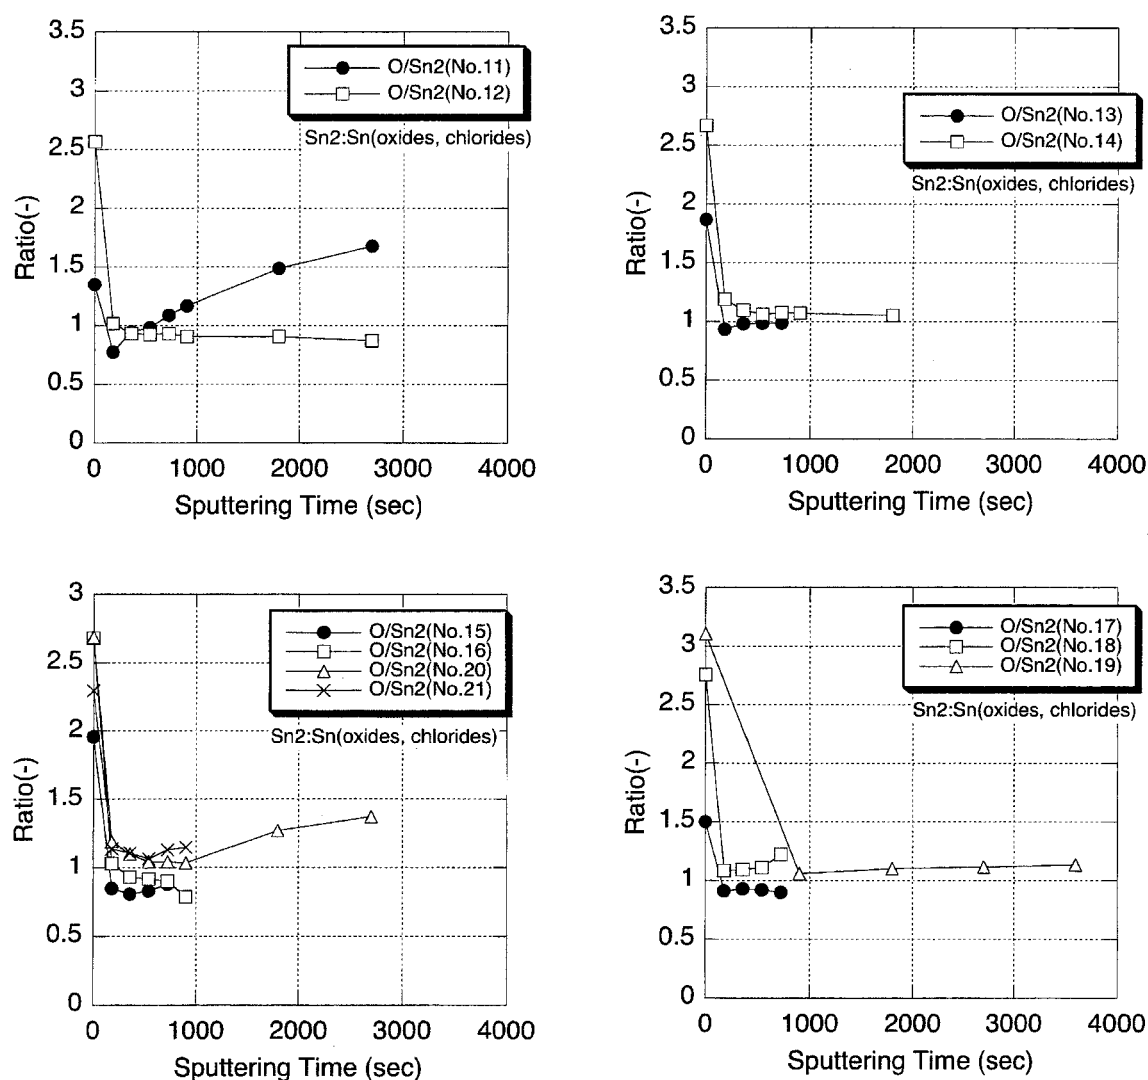 3.5
3
2.5
2
1.5
1
0.5
0
Ratio(-)
0 1000 2000 3000 4000
Sputtering Time (sec)
O/Sn2(No.11)
O/Sn2(No.12)
Sn2:Sn(oxides, chlorides)
3.5
3
2.5
2
1.5
1
0.5
0
Ratio(-)
0 1000 2000 3000 4000
Sputtering Time (sec)
O/Sn2(No.13)
O/Sn2(No.14)
Sn2:Sn(oxides, chlorides)
3
2.5
2
1.5
1
0.5
0
Ratio(-)
0 1000 2000 3000 4000
Sputtering Time (sec)
O/Sn2(No.15)
O/Sn2(No.16)
O/Sn2(No.20)
O/Sn2(No.21)
Sn2:Sn(oxides, chlorides)
3.5
3
2.5
2
1.5
1
0.5
0
Ratio(-)
0 1000 2000 3000 4000
Sputtering Time (sec)
O/Sn2(No.17)
O/Sn2(No.18)
O/Sn2(No.19)
Sn2:Sn(oxides, chlorides)